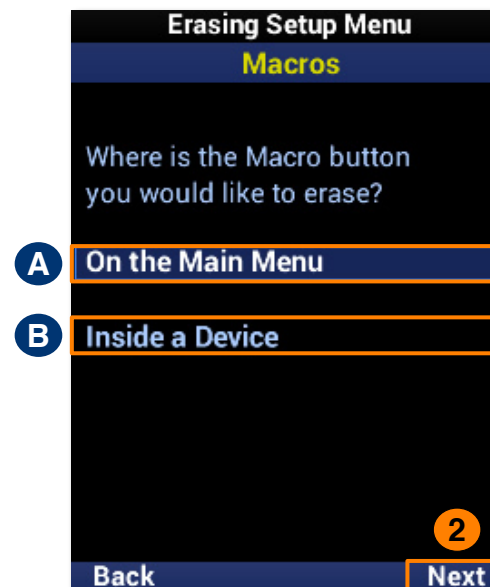 Erasing Setup Menu
Macros
Where is the Macro button
you would like to erase?
A On the Main Menu
B Inside a Device
2
Back Next